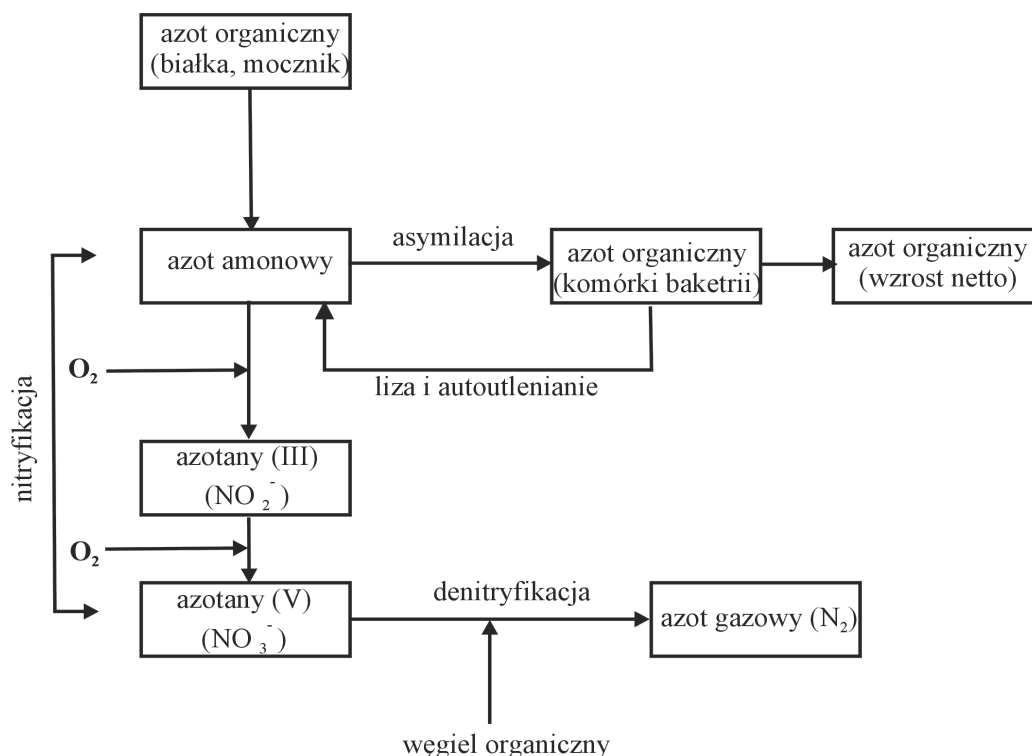 azot organiczny
(białka, mocznik)
azot amonowy
asymilacja
azot organiczny
(komórki baketrii)
azot organiczny
(wzrost netto)
liza i autoutlenianie
O₂
nitryfikacja
azotany (III)
(NO₂⁻)
O₂
azotany (V)
(NO₃⁻)
denitryfikacja
azot gazowy (N₂)
węgiel organiczny